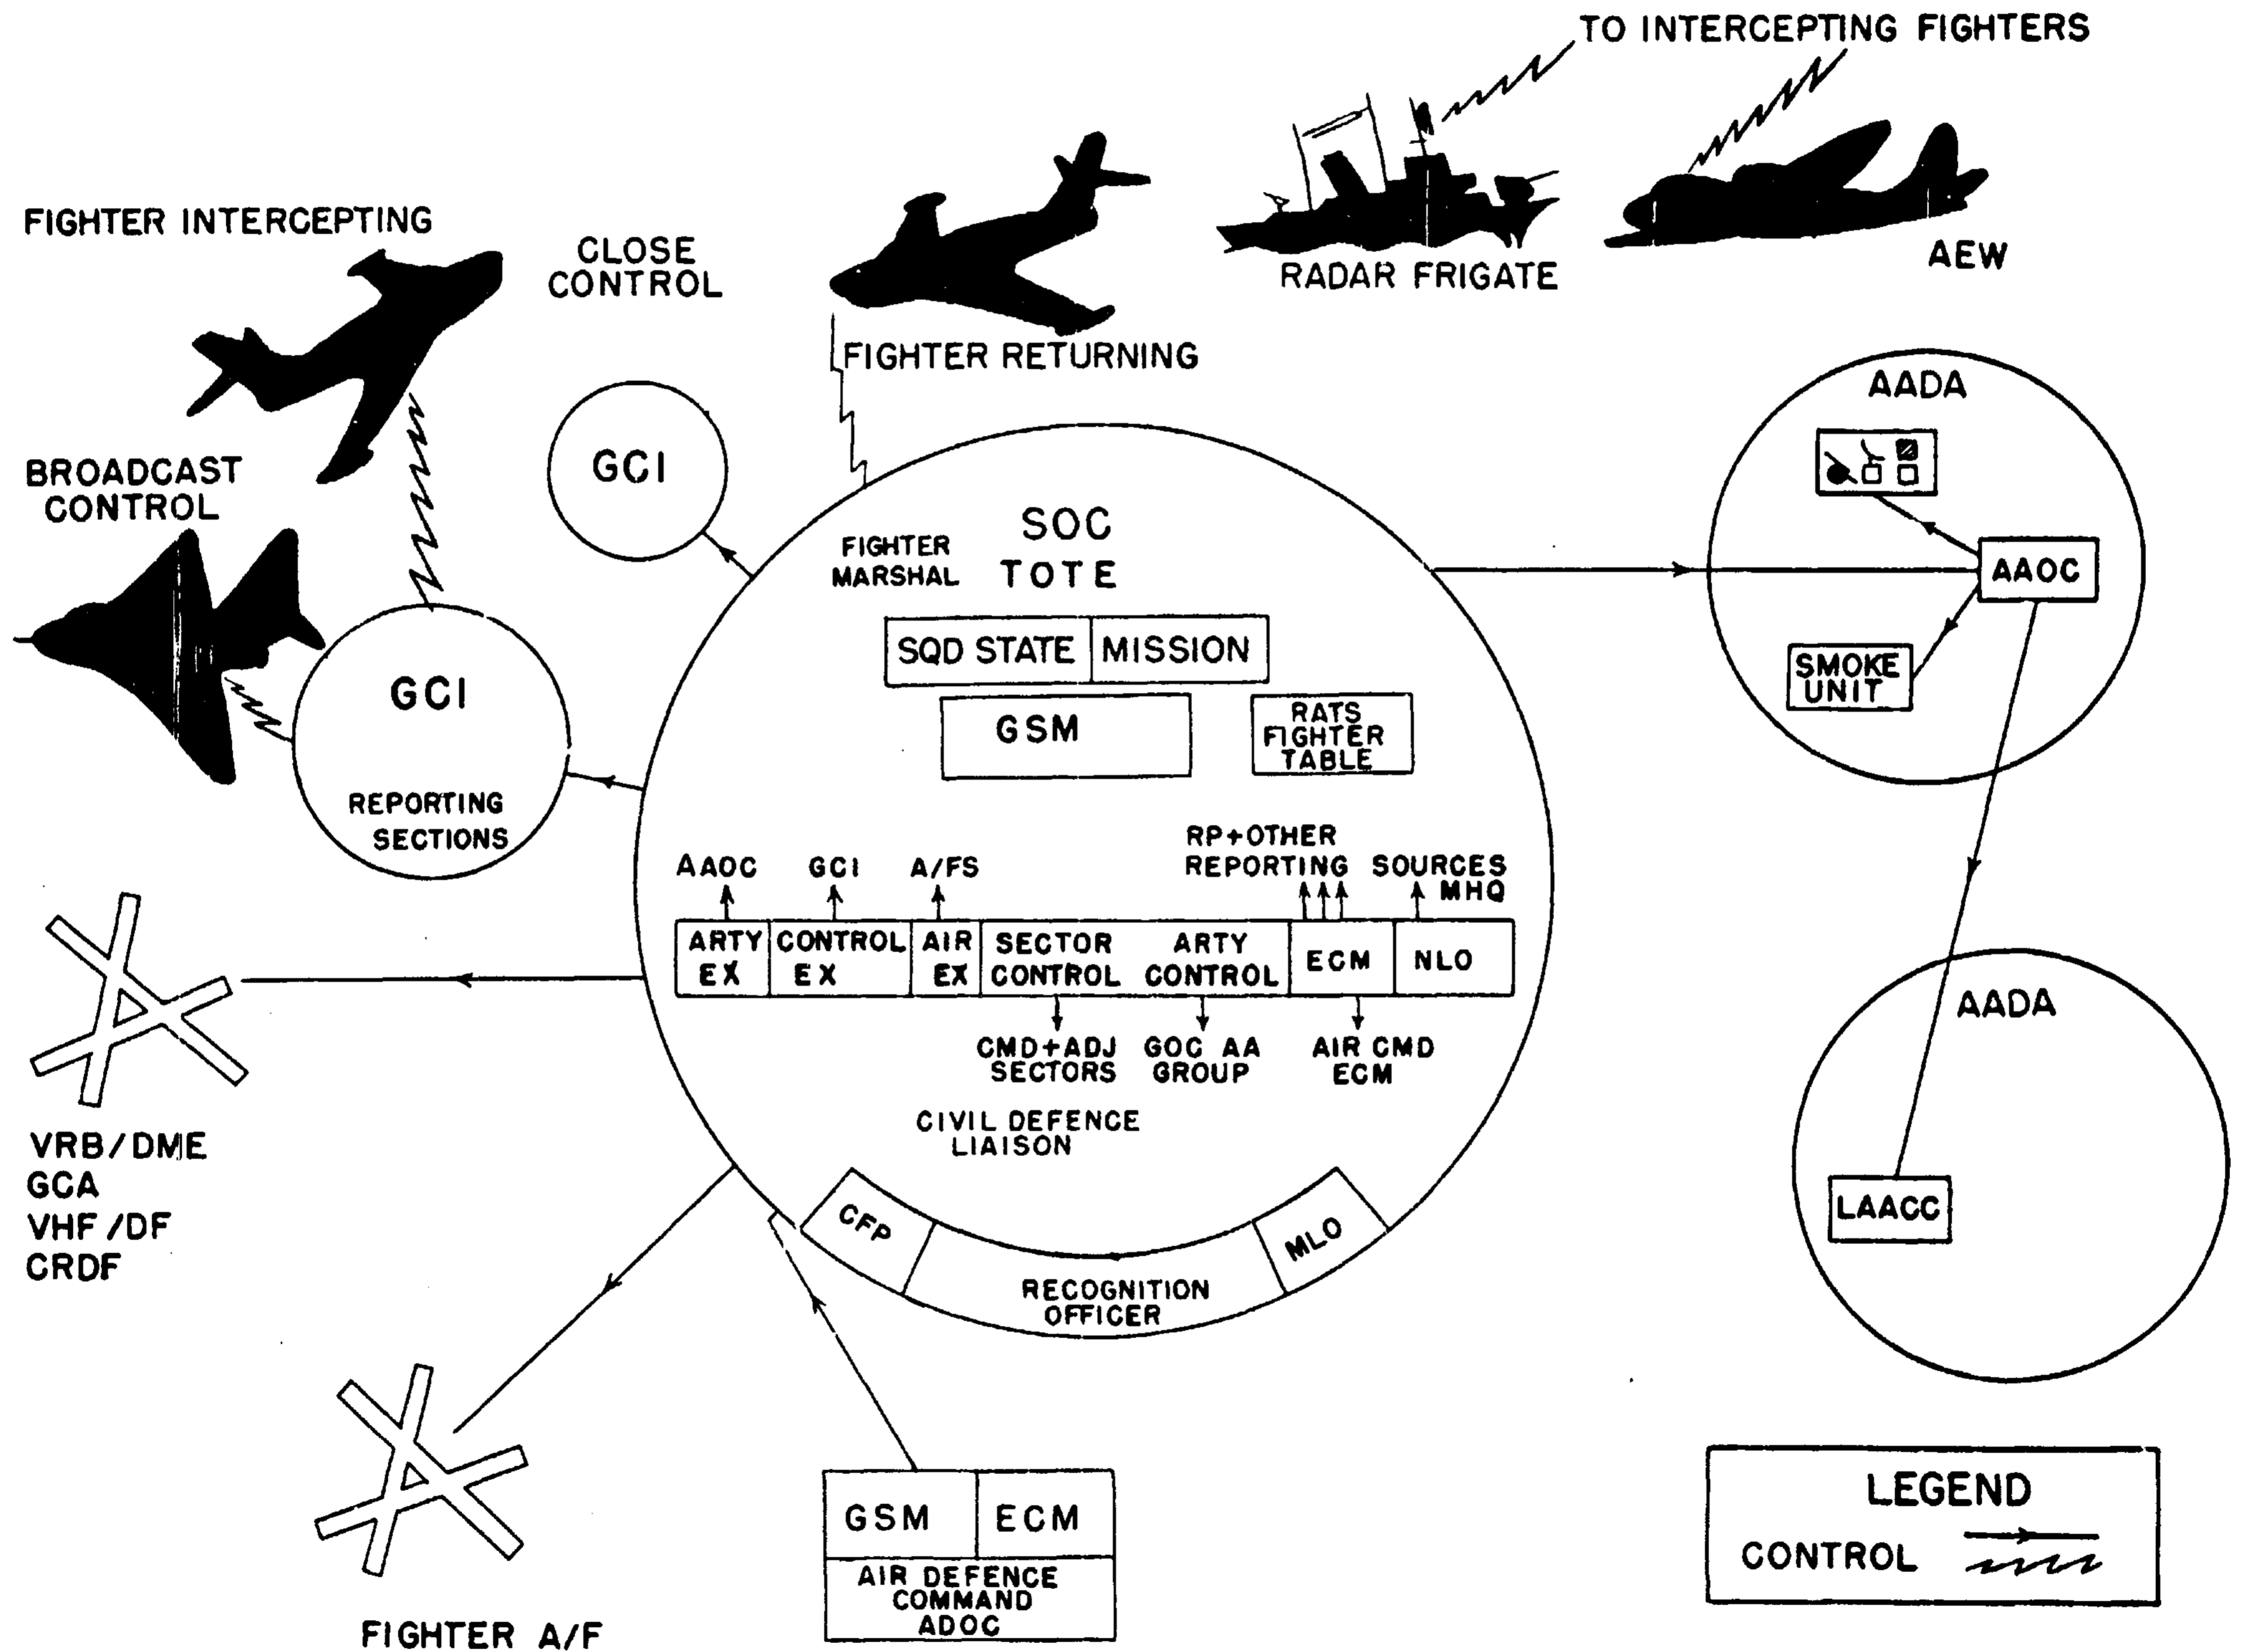 TO INTERCEPTING FIGHTERS
FIGHTER INTERCEPTING
CLOSE
CONTROL
RADAR FRIGATE
AEW
FIGHTER RETURNING
BROADCAST
CONTROL
GCI
GCI
REPORTING
SECTIONS
SOC
FIGHTER
MARSHAL
TOTE
SQD STATE
MISSION
GSM
RATS
FIGHTER
TABLE
AADA
AAOC
SMOKE
UNIT
RP+OTHER
REPORTING SOURCES
MHQ
AAOC
GCI
A/FS
ARTY
EX
CONTROL
EX
AIR
EX
SECTOR
CONTROL
ARTY
CONTROL
ECM
NLO
CMD+ADJ
SECTORS
GOC AA
GROUP
AIR CMD
ECM
CIVIL DEFENCE
LIAISON
CFP
RECOGNITION
OFFICER
MLO
AADA
LAACC
VRB/DME
GCA
VHF/DF
CRDF
FIGHTER A/F
GSM
ECM
AIR DEFENCE
COMMAND
ADOC
LEGEND
CONTROL